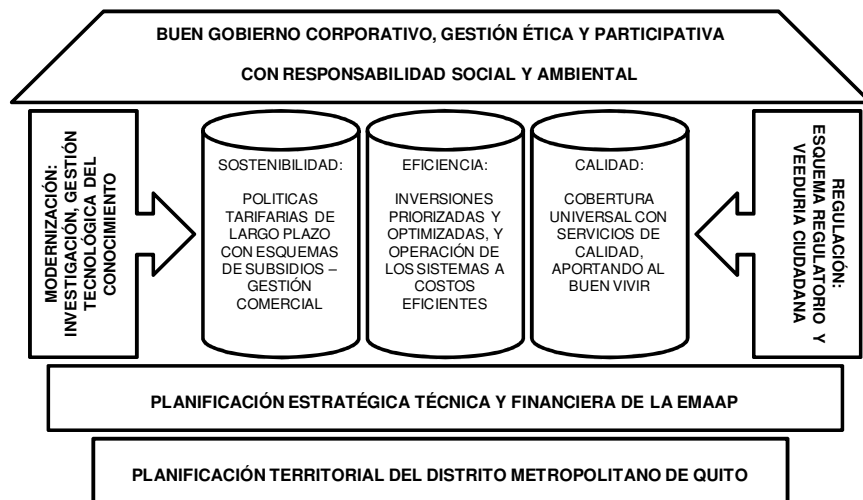 BUEN GOBIERNO CORPORATIVO, GESTIÓN ÉTICA Y PARTICIPATIVA
CON RESPONSABILIDAD SOCIAL Y AMBIENTAL
MODERNIZACIÓN:
INVESTIGACIÓN, GESTIÓN
TECNOLÓGICA DEL
CONOCIMIENTO
SOSTENIBILIDAD:
POLITICAS
TARIFARIAS DE
LARGO PLAZO
CON ESQUEMAS
DE SUBSIDIOS –
GESTIÓN
COMERCIAL
EFICIENCIA:
INVERSIONES
PRIORIZADAS Y
OPTIMIZADAS, Y
OPERACIÓN DE
LOS SISTEMAS A
COSTOS
EFICIENTES
CALIDAD:
COBERTURA
UNIVERSAL CON
SERVICIOS DE
CALIDAD,
APORTANDO AL
BUEN VIVIR
REGULACIÓN:
ESQUEMA REGULATORIO Y
VEEDURIA CIUDADANA
PLANIFICACIÓN ESTRATÉGICA TÉCNICA Y FINANCIERA DE LA EMAAP
PLANIFICACIÓN TERRITORIAL DEL DISTRITO METROPOLITANO DE QUITO